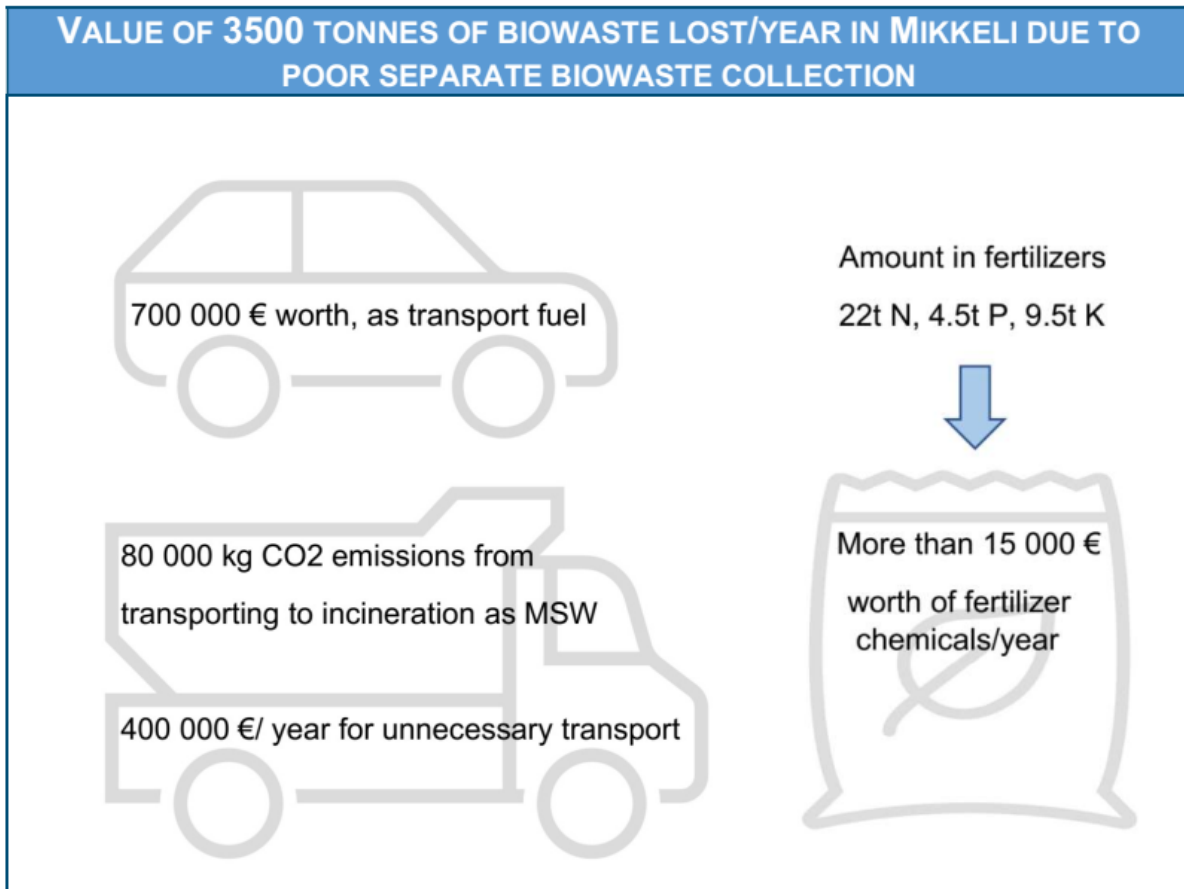 VALUE OF 3500 TONNES OF BIOWASTE LOST/YEAR IN MIKKELI DUE TO
POOR SEPARATE BIOWASTE COLLECTION
700 000 € worth, as transport fuel
Amount in fertilizers
22t N, 4.5t P, 9.5t K
80 000 kg CO2 emissions from
transporting to incineration as MSW
400 000 €/ year for unnecessary transport
More than 15 000 €
worth of fertilizer
chemicals/year